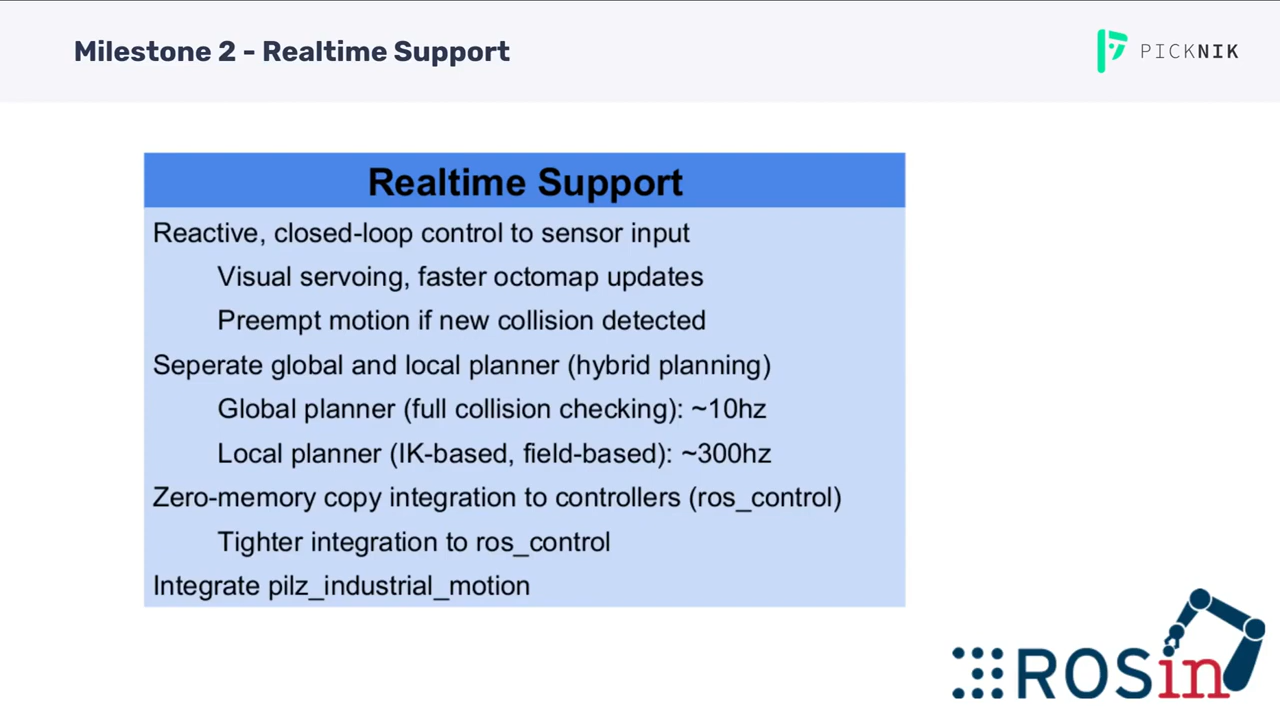 Milestone 2 - Realtime Support
PICKNIK
Realtime Support
Reactive, closed-loop control to sensor input
Visual servoing, faster octomap updates
Preempt motion if new collision detected
Seperate global and local planner (hybrid planning)
Global planner (full collision checking): ~10hz
Local planner (IK-based, field-based): ~300hz
Zero-memory copy integration to controllers (ros_control)
Tighter integration to ros_control
Integrate pilz_industrial_motion
ROSin